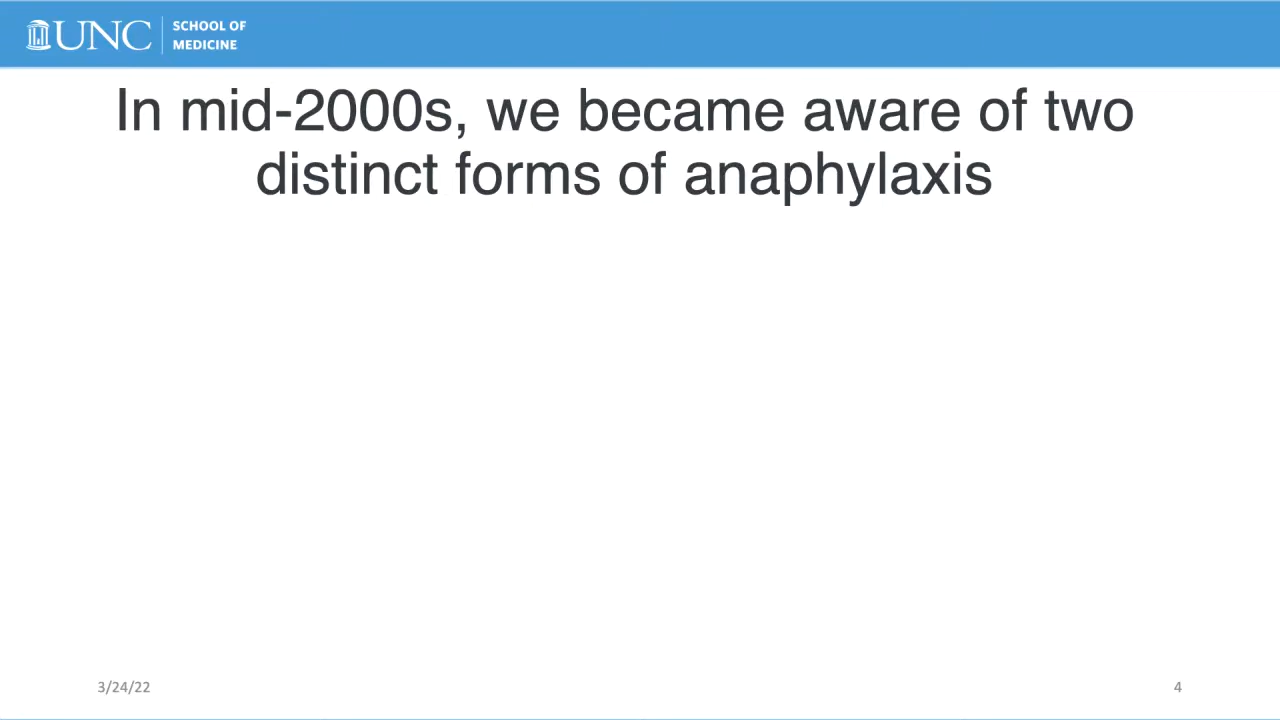 UNC
SCHOOL OF
MEDICINE
In mid-2000s, we became aware of two
distinct forms of anaphylaxis
3/24/22
4